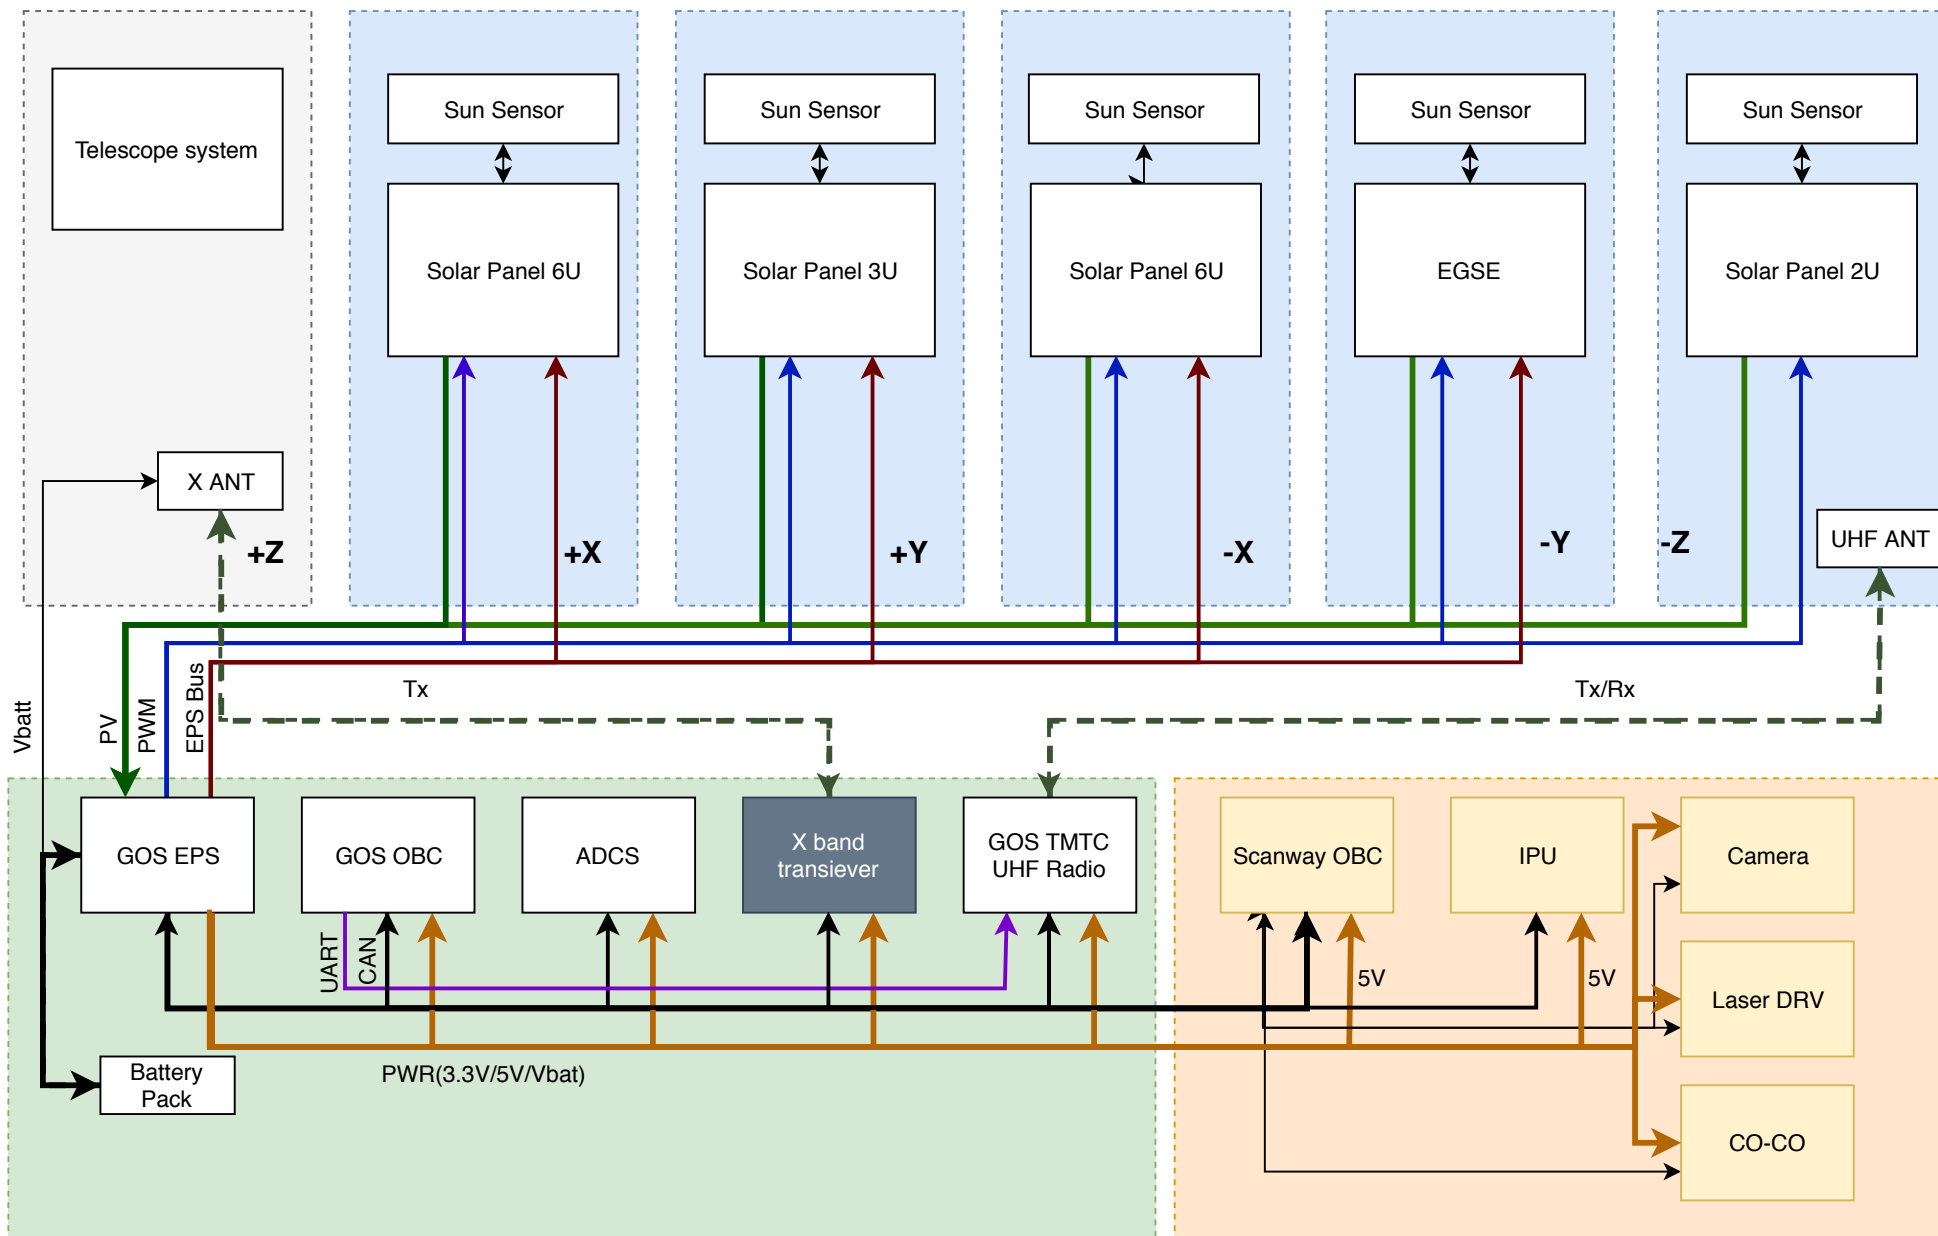 Telescope system
Sun Sensor
Sun Sensor
Sun Sensor
Sun Sensor
Sun Sensor
Solar Panel 6U
Solar Panel 3U
Solar Panel 6U
EGSE
Solar Panel 2U
X ANT
UHF ANT
+Z
+X
+Y
-X
-Y
-Z
Vbatt
PV
PWM
EPS Bus
Tx
Tx/Rx
GOS EPS
GOS OBC
ADCS
X band
transiever
GOS TMTC
UHF Radio
Scanway OBC
IPU
Camera
UART
CAN
5V
5V
Laser DRV
Battery
Pack
PWR(3.3V/5V/Vbat)
CO-CO